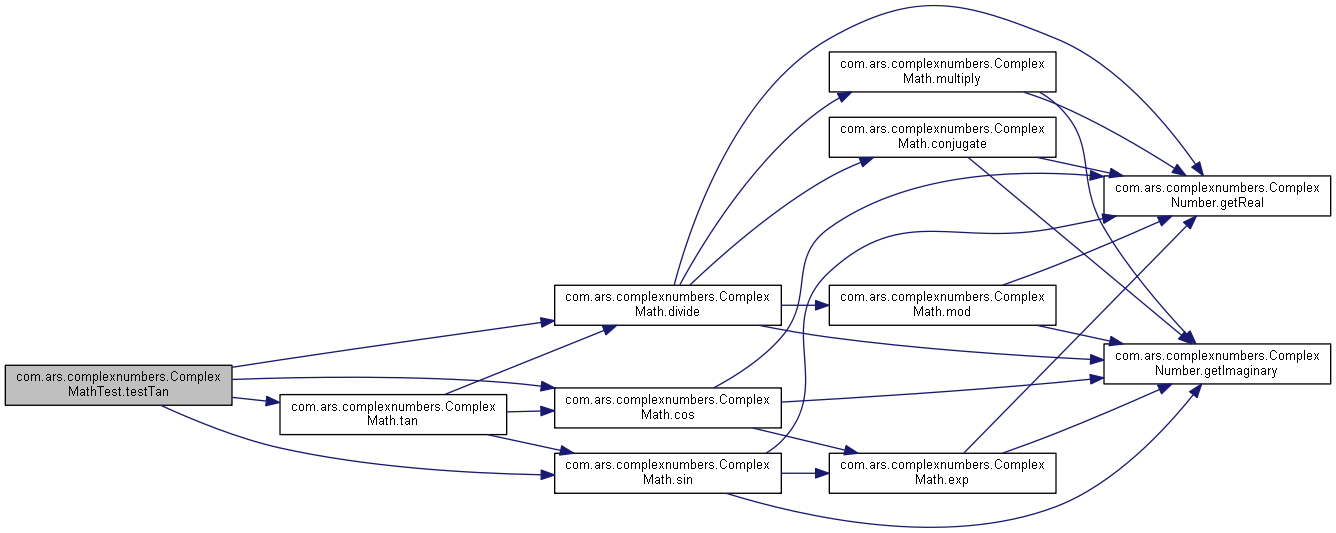 com.ars.complexnumbers.Complex
MathTest.testTan
com.ars.complexnumbers.Complex
Math.tan
com.ars.complexnumbers.Complex
Math.divide
com.ars.complexnumbers.Complex
Math.cos
com.ars.complexnumbers.Complex
Math.sin
com.ars.complexnumbers.Complex
Math.multiply
com.ars.complexnumbers.Complex
Math.conjugate
com.ars.complexnumbers.Complex
Math.mod
com.ars.complexnumbers.Complex
Math.exp
com.ars.complexnumbers.Complex
Number.getReal
com.ars.complexnumbers.Complex
Number.getImaginary